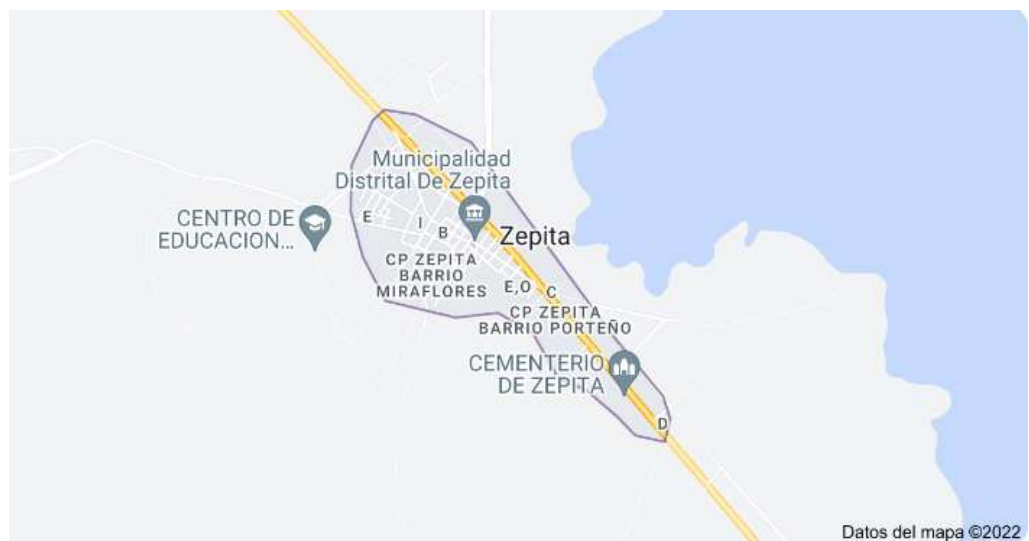 Municipalidad
Distrital De Zepita
CENTRO DE
EDUCACION...
E
I
B
Zepita
CP ZEPITA
BARRIO
MIRAFLORES
E,O
C
CP ZEPITA
BARRIO PORTEÑO
CEMENTERIO
DE ZEPITA
D
Datos del mapa ©2022